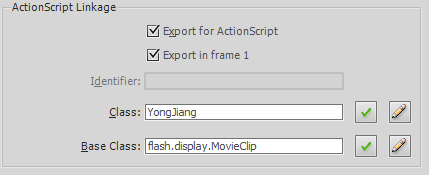 ActionScript Linkage
Export for ActionScript
Export in frame 1
Identifier:
Class: YongJiang
Base Class: flash.display.MovieClip